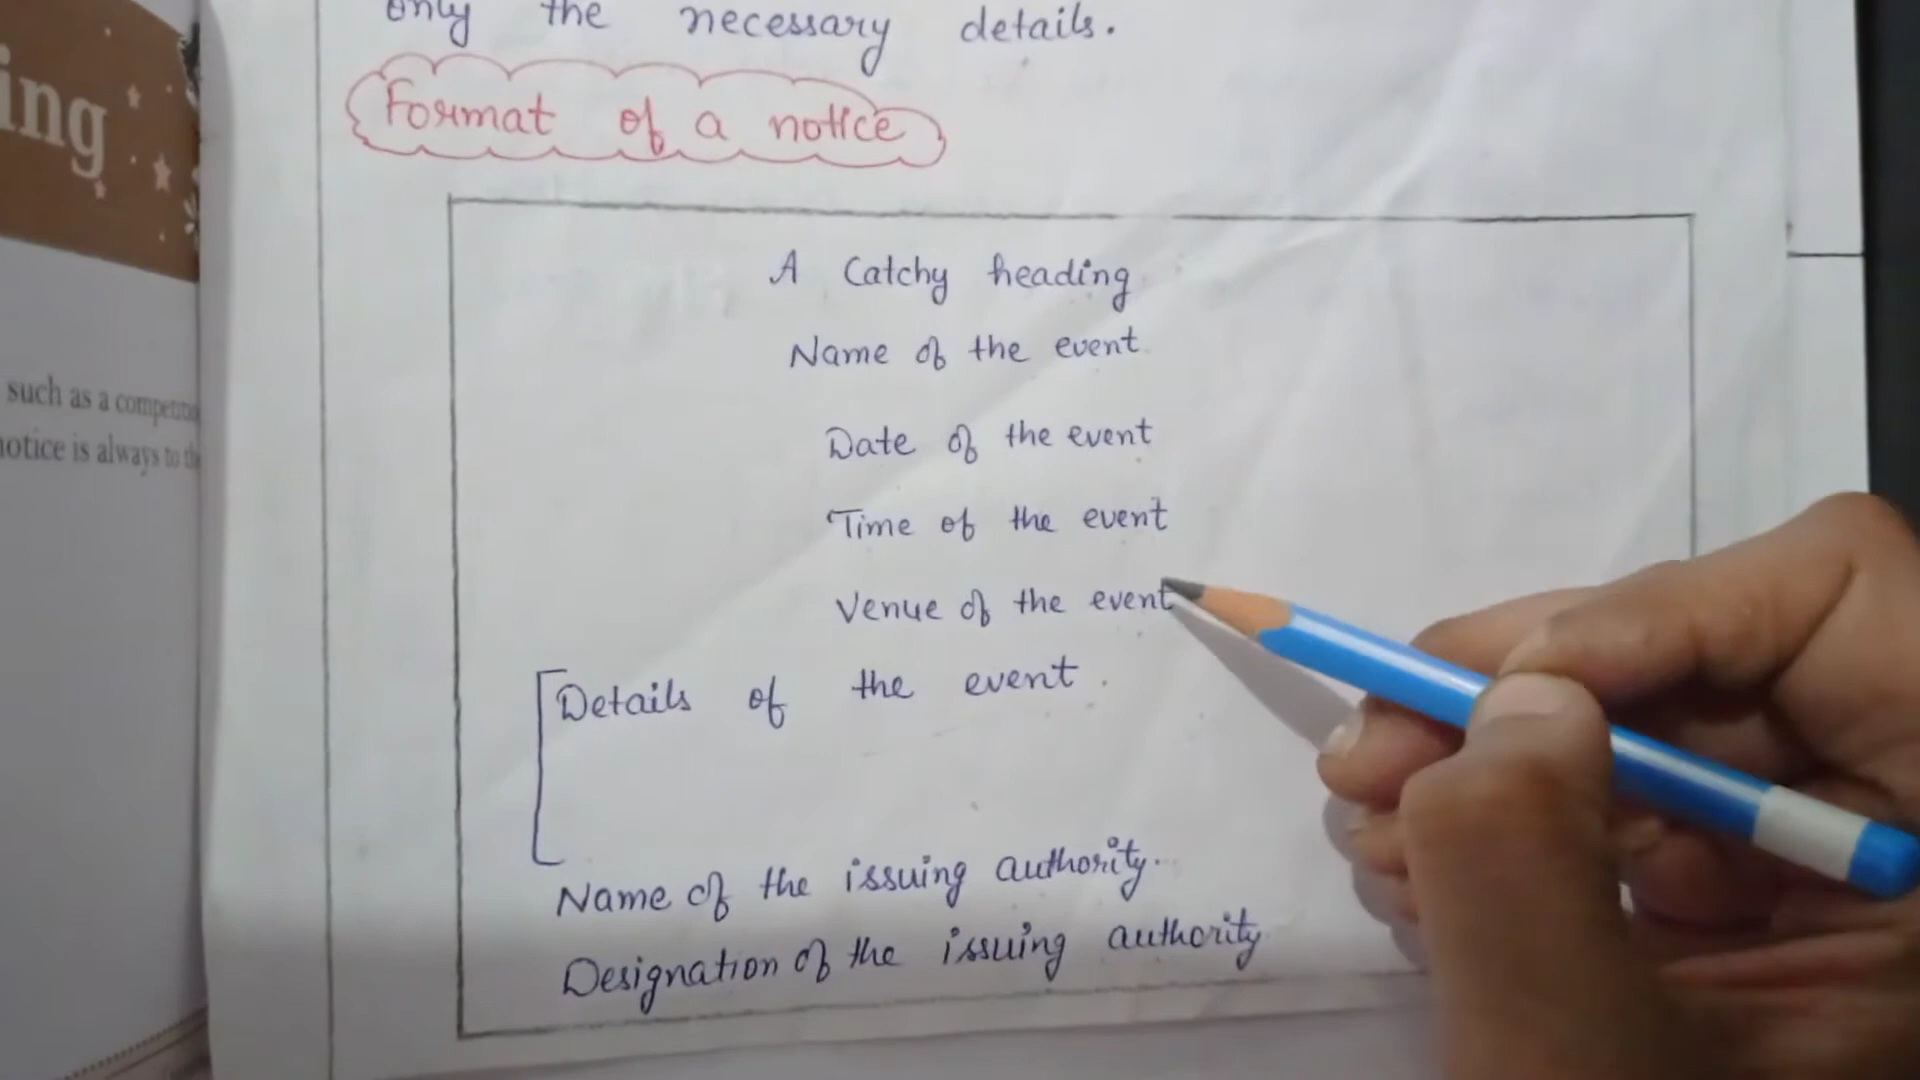 only the necessary details.
Format of a notice
A Catchy heading
Name of the event
Date of the event
Time of the event
Venue of the event
Details of the event.
Name of the issuing authority.
Designation of the issuing authority
ing
such as a
notice is always to